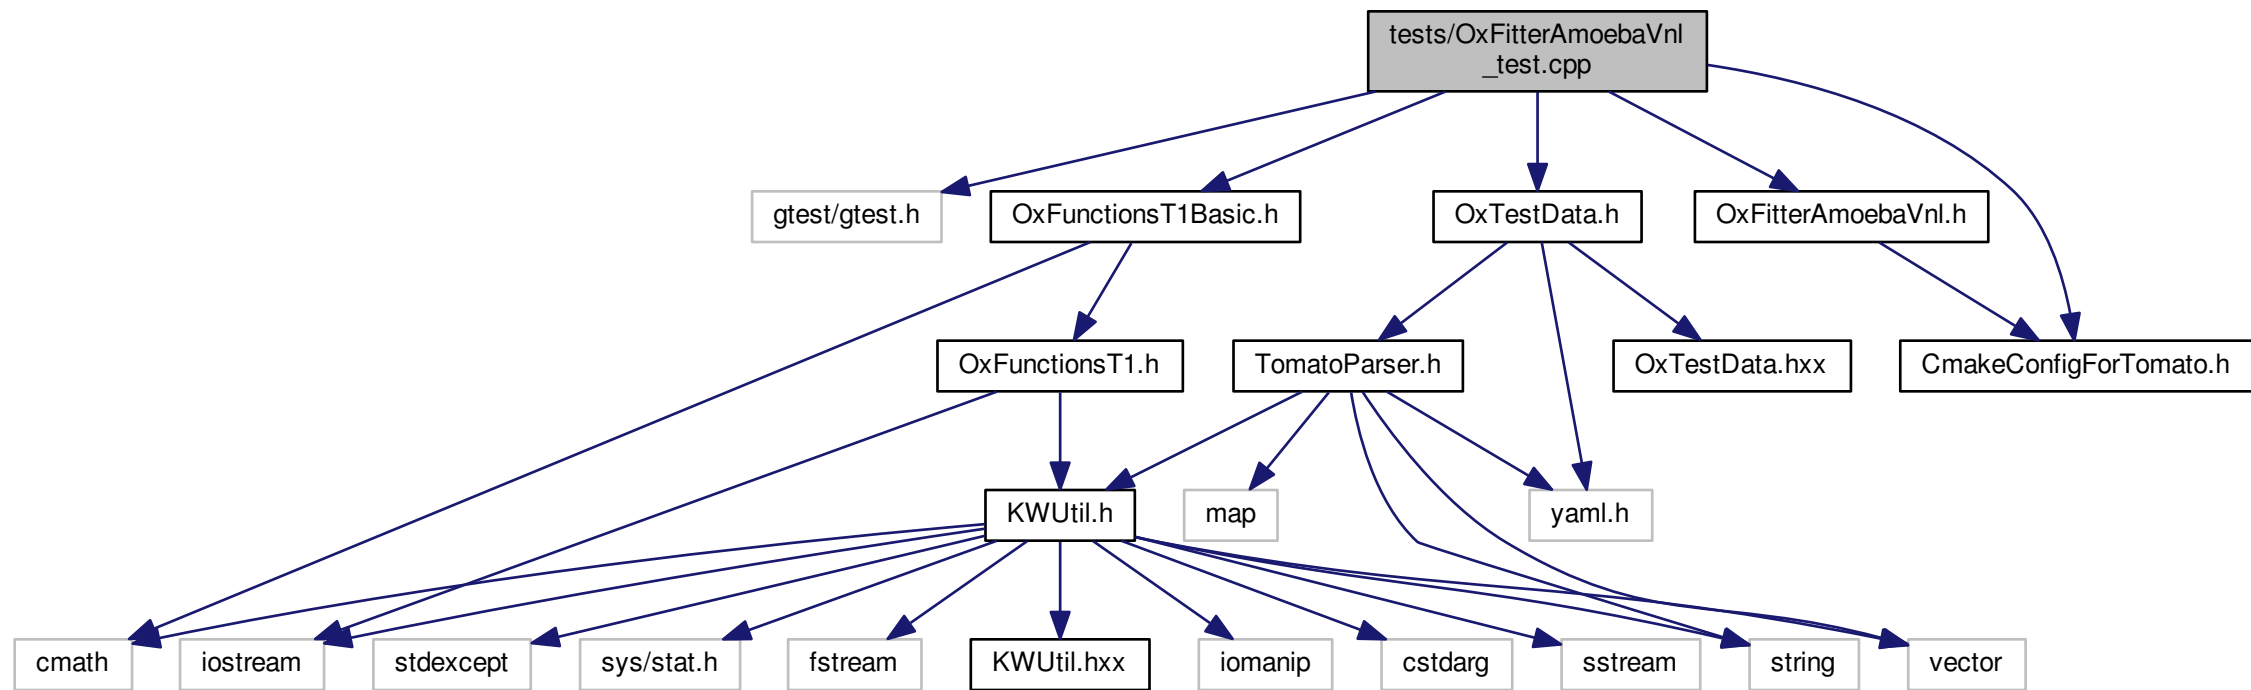 tests/OxFitterAmoebaVnl
_test.cpp
gtest/gtest.h
OxFunctionsT1Basic.h
OxTestData.h
OxFitterAmoebaVnl.h
OxFunctionsT1.h
TomatoParser.h
OxTestData.hxx
CmakeConfigForTomato.h
KWUtil.h
map
yaml.h
cmath
iostream
stdexcept
sys/stat.h
fstream
KWUtil.hxx
iomanip
cstdarg
sstream
string
vector